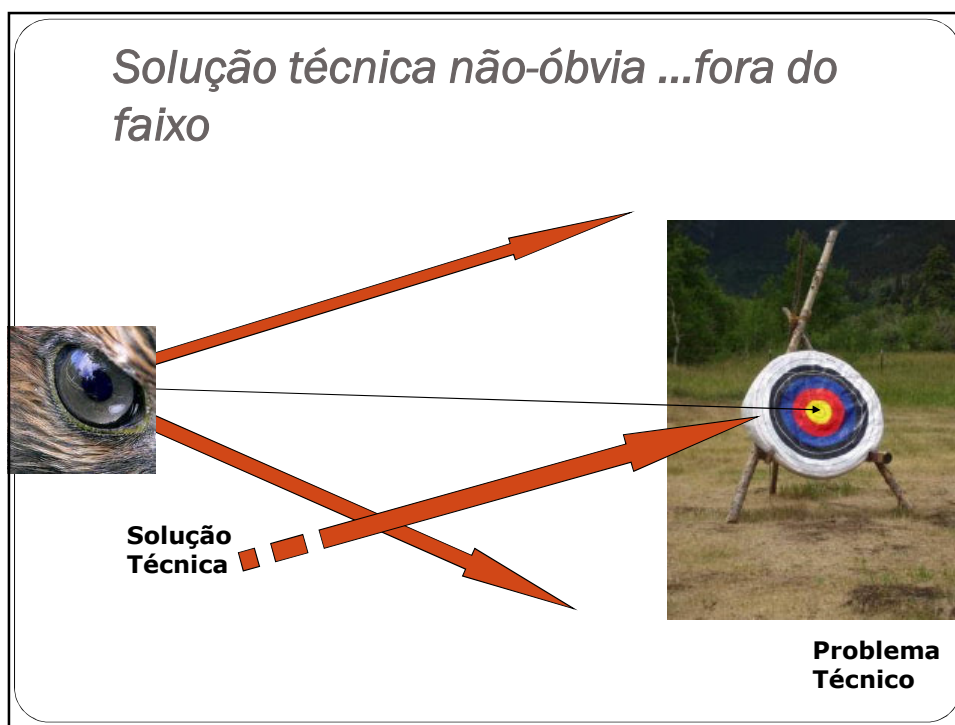 Solução técnica não-óbvia ...fora do
faixo
Solução
Técnica
Problema
Técnico